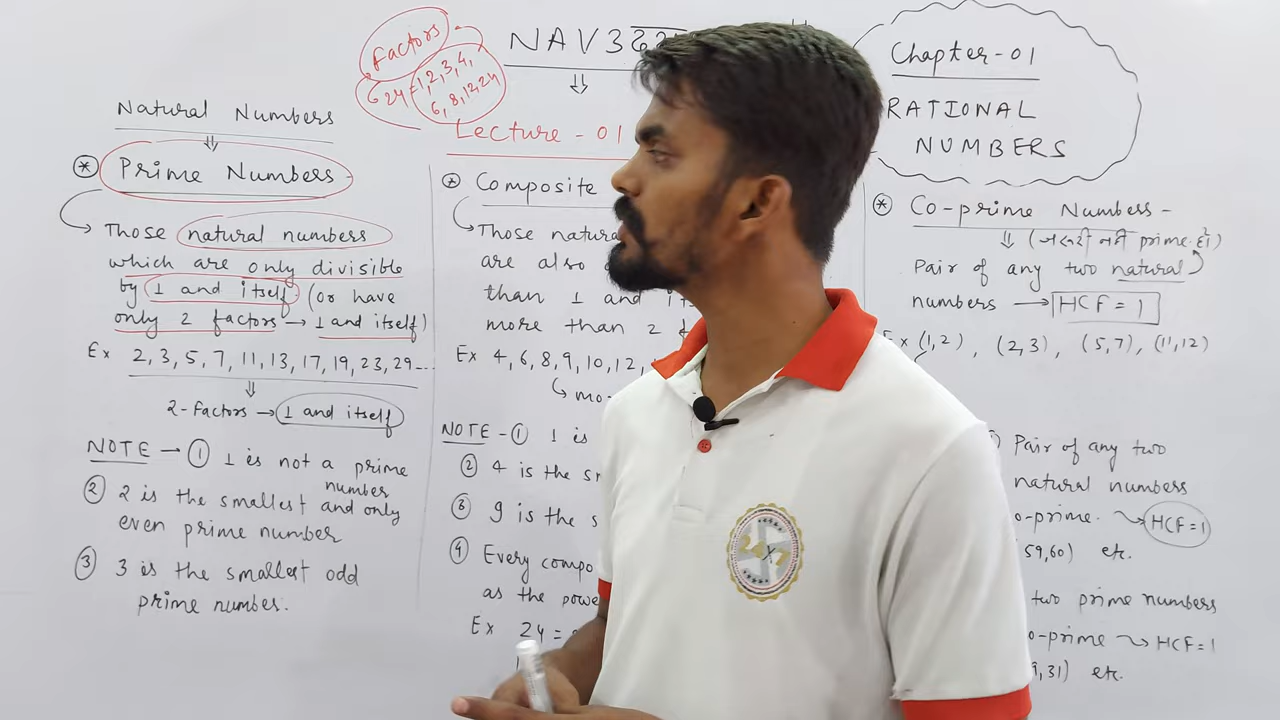 Factors
24 = 1, 2, 3, 4,
6, 8, 12, 24
NAV3
⇓
Lecture - 01
Chapter-01
RATIONAL
NUMBERS
Natural Numbers
⇓
* Prime Numbers
Those natural numbers
which are only divisible
by 1 and itself (or have
only 2 factors → 1 and itself)
Ex 2, 3, 5, 7, 11, 13, 17, 19, 23, 29...
⇓
2-Factors → 1 and itself
NOTE → ① 1 is not a prime
number
② 2 is the smallest and only
even prime number
③ 3 is the smallest odd
prime number.
* Composite
Those natu
are also
than 1 and
more than 2
Ex 4, 6, 8, 9, 10, 12,
NOTE - ① 1 is
② 4 is the
③ 9 is the
④ Every compo
as the powe
Ex 24 =
* Co-prime Numbers -
⇓ (जरूरी नहीं prime हो)
Pair of any two natural
numbers → HCF = 1
Ex (1,2), (2,3), (5,7), (11,12)
Pair of any two
natural numbers
o-prime. → HCF=1
59,60) etc.
two prime numbers
o-prime → HCF=1
,31) etc.